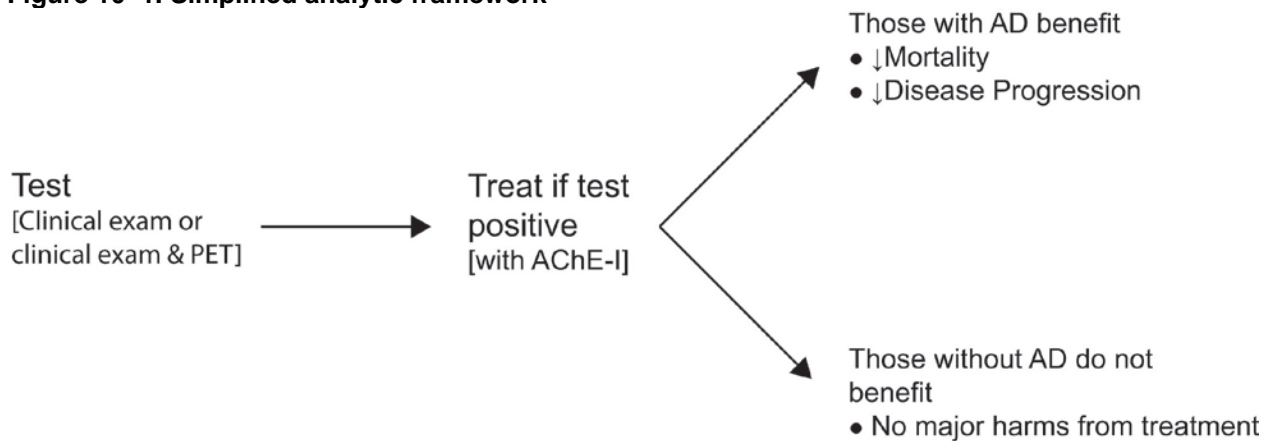 Figure 10–1. Simplified analytic framework
Those with AD benefit
• ↓Mortality
• ↓Disease Progression
Test
[Clinical exam or
clinical exam & PET]
Treat if test
positive
[with AChE-I]
Those without AD do not
benefit
• No major harms from treatment